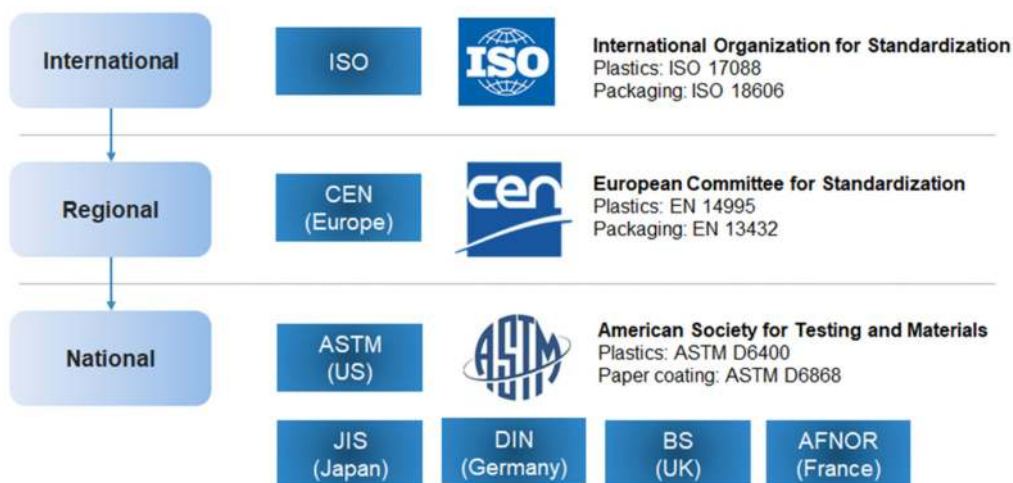 International
ISO
ISO
International Organization for Standardization
Plastics: ISO 17088
Packaging: ISO 18606
Regional
CEN
(Europe)
cen
European Committee for Standardization
Plastics: EN 14995
Packaging: EN 13432
National
ASTM
(US)
ASTM
American Society for Testing and Materials
Plastics: ASTM D6400
Paper coating: ASTM D6868
JIS
(Japan)
DIN
(Germany)
BS
(UK)
AFNOR
(France)